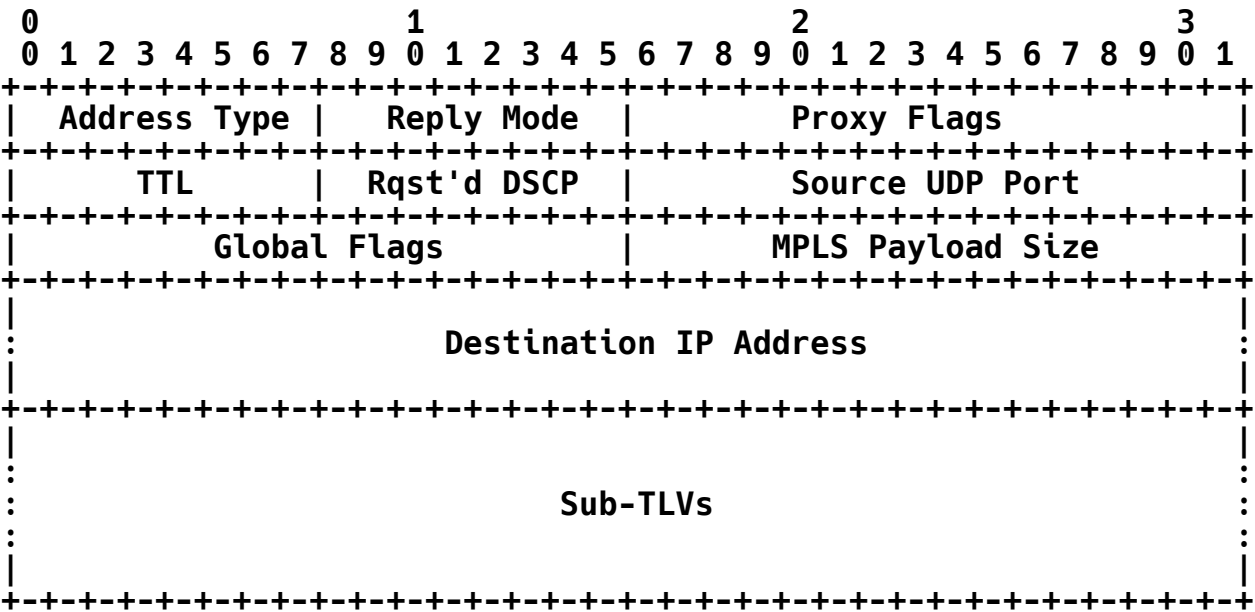 0                   1                   2                   3
 0 1 2 3 4 5 6 7 8 9 0 1 2 3 4 5 6 7 8 9 0 1 2 3 4 5 6 7 8 9 0 1
+-+-+-+-+-+-+-+-+-+-+-+-+-+-+-+-+-+-+-+-+-+-+-+-+-+-+-+-+-+-+-+-+
|  Address Type |   Reply Mode  |        Proxy Flags            |
+-+-+-+-+-+-+-+-+-+-+-+-+-+-+-+-+-+-+-+-+-+-+-+-+-+-+-+-+-+-+-+-+
|      TTL      |  Rqst'd DSCP  |        Source UDP Port        |
+-+-+-+-+-+-+-+-+-+-+-+-+-+-+-+-+-+-+-+-+-+-+-+-+-+-+-+-+-+-+-+-+
|          Global Flags         |       MPLS Payload Size       |
+-+-+-+-+-+-+-+-+-+-+-+-+-+-+-+-+-+-+-+-+-+-+-+-+-+-+-+-+-+-+-+-+
|                                                               |
:                      Destination IP Address                   :
|                                                               |
+-+-+-+-+-+-+-+-+-+-+-+-+-+-+-+-+-+-+-+-+-+-+-+-+-+-+-+-+-+-+-+-+
|                                                               |
:                                                               :
:                            Sub-TLVs                           :
:                                                               :
|                                                               |
+-+-+-+-+-+-+-+-+-+-+-+-+-+-+-+-+-+-+-+-+-+-+-+-+-+-+-+-+-+-+-+-+